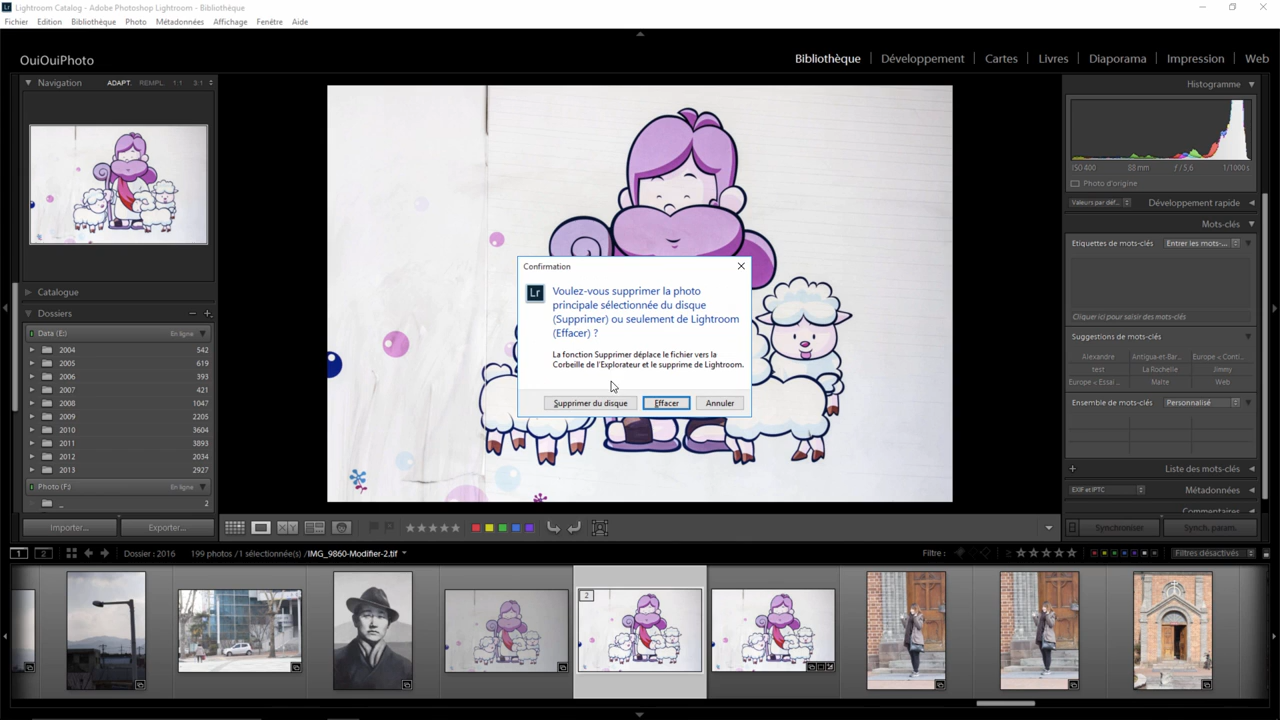 Lightroom Catalog - Adobe Photoshop Lightroom - Bibliothèque
Fichier Edition Bibliothèque Photo Métadonnées Affichage Fenêtre Aide
OuiOuiPhoto
Bibliothèque | Développement | Cartes | Livres | Diaporama | Impression | Web
Navigation ADAPT. REMPL. 1:1 3:1
Catalogue
Dossiers
Data (E:) En ligne
2004 542
2005 619
2006 393
2007 421
2008 1047
2009 2205
2010 3604
2011 3893
2012 2034
2013 2927
Photo (F:) En ligne
_ 2
Importer... Exporter...
Confirmation
Lr
Voulez-vous supprimer la photo
principale sélectionnée du disque
(Supprimer) ou seulement de Lightroom
(Effacer) ?
La fonction Supprimer déplace le fichier vers la
Corbeille de l'Explorateur et le supprime de Lightroom.
Supprimer du disque Effacer Annuler
Histogramme
ISO 400 88 mm ƒ / 5,6 1/1000 s
Photo d'origine
Valeurs par def... Développement rapide
Mots-clés
Etiquettes de mots-clés Entrer les mots-...
Cliquer ici pour saisir des mots-clés
Suggestions de mots-clés
Alexandre Antigua-et-Bar... Europe < Conti...
test La Rochelle Jimmy
Europe < Essai ... Malte Web
Ensemble de mots-clés Personnalisé
Liste des mots-clés
EXIF et IPTC Métadonnées
Commentaires
Synchroniser Synch. param.
XY
1 2 Dossier : 2016 199 photos /1 sélectionnée(s) /IMG_9860-Modifier-2.tif Filtre : Filtres désactivés
2